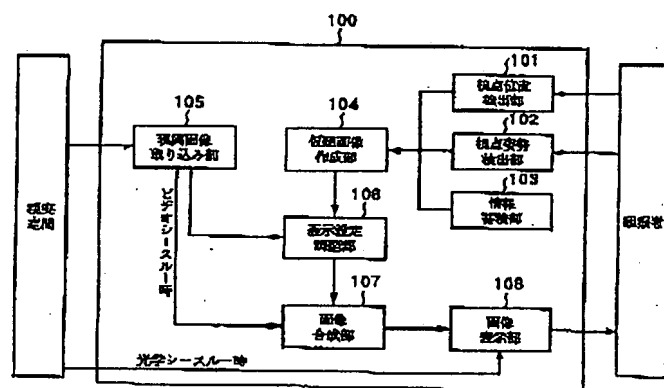 100
101
視点位置
検出部
105
現実画像
取り込み部
104
仮想画像
作成部
102
視点姿勢
検出部
103
情報
蓄積部
現実
空間
観察者
ビデオシースルー時
106
表示設定
調整部
107
画像
合成部
108
画像
表示部
光学シースルー時